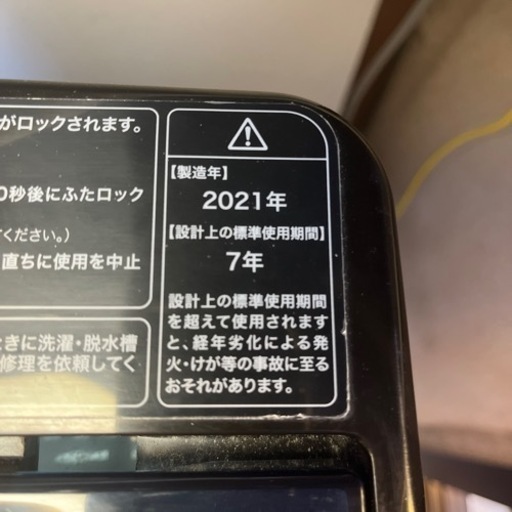 がロックされます。
0秒後にふたロック
ください。)
直ちに使用を中止
ときに洗濯・脱水槽
修理を依頼してく
【製造年】
2021年
【設計上の標準使用期間】
7年
設計上の標準使用期間
を超えて使用されます
と、経年劣化による発
火・けが等の事故に至る
おそれがあります。